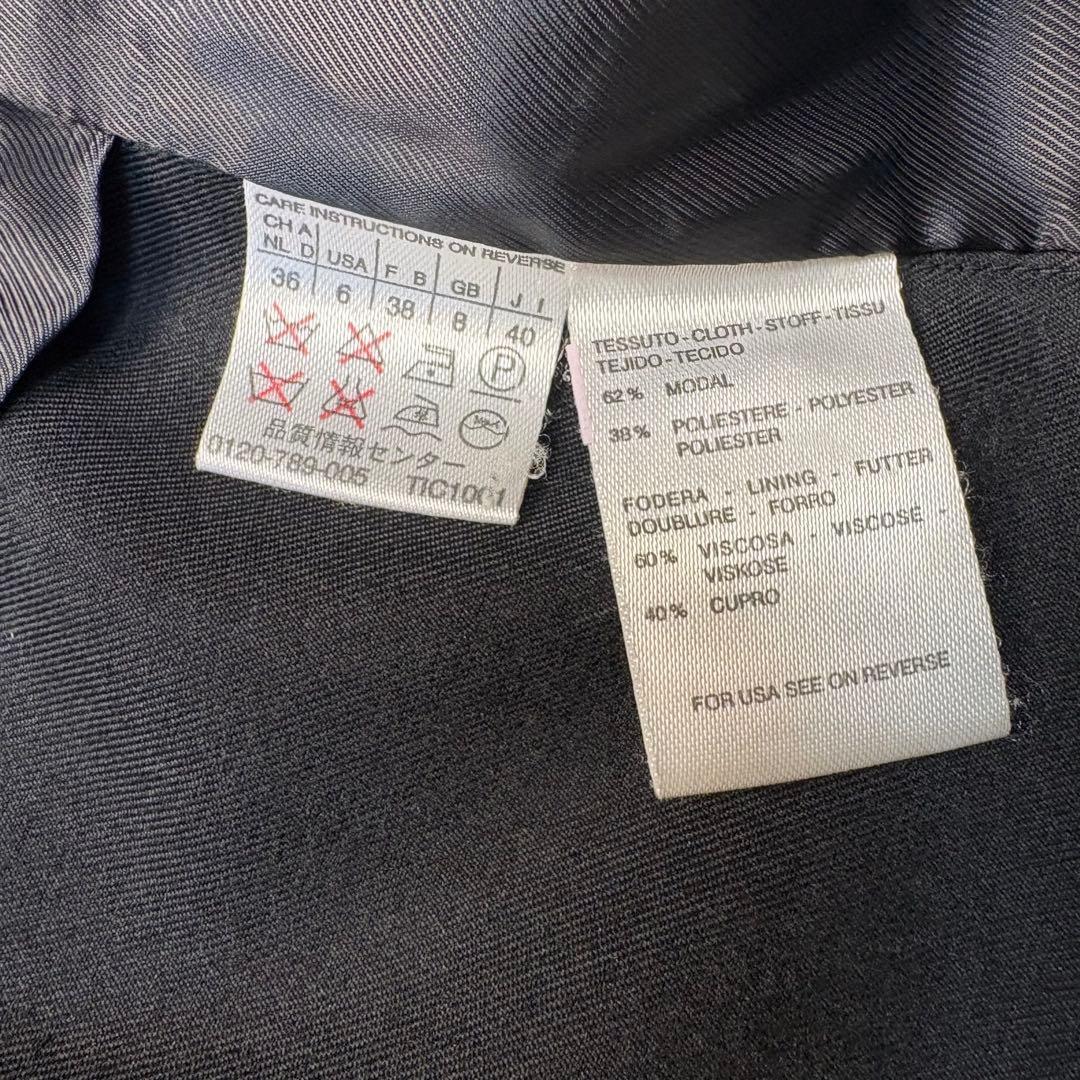 CARE INSTRUCTIONS ON REVERSE
CH A
NL D USA F B GB J I
36 6 38 8 40
P
品質情報センター
0120-789-005 TIC1001
TESSUTO - CLOTH - STOFF - TISSU
TEJIDO - TECIDO
62% MODAL
38% POLIESTERE - POLYESTER
POLIESTER
FODERA - LINING - FUTTER
DOUBLURE - FORRO
60% VISCOSA - VISCOSE -
VISKOSE
40% CUPRO
FOR USA SEE ON REVERSE